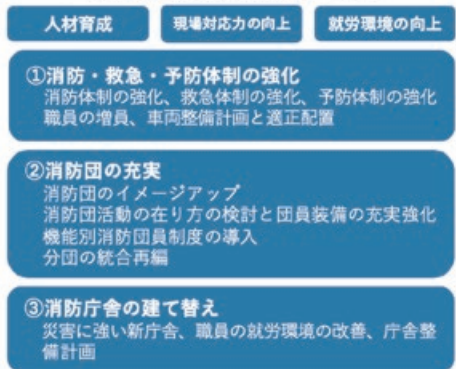 人材育成
現場対応力の向上
就労環境の向上
①消防・救急・予防体制の強化
消防体制の強化、救急体制の強化、予防体制の強化
職員の増員、車両整備計画と適正配置
②消防団の充実
消防団のイメージアップ
消防団活動の在り方の検討と団員装備の充実強化
機能別消防団員制度の導入
分団の統合再編
③消防庁舎の建て替え
災害に強い新庁舎、職員の就労環境の改善、庁舎整
備計画